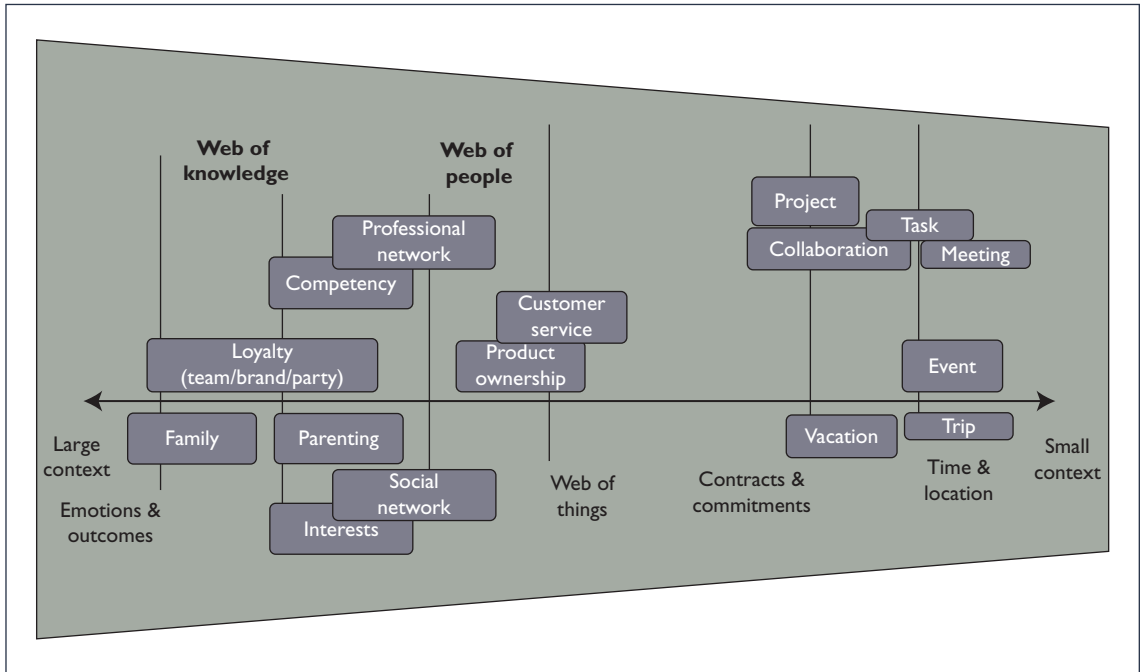 Web of
knowledge
Web of
people
Project
Task
Professional
network
Collaboration
Meeting
Competency
Customer
service
Loyalty
(team/brand/party)
Product
ownership
Event
Family
Parenting
Vacation
Trip
Large
context
Small
context
Social
network
Web of
things
Contracts &
commitments
Time &
location
Emotions &
outcomes
Interests